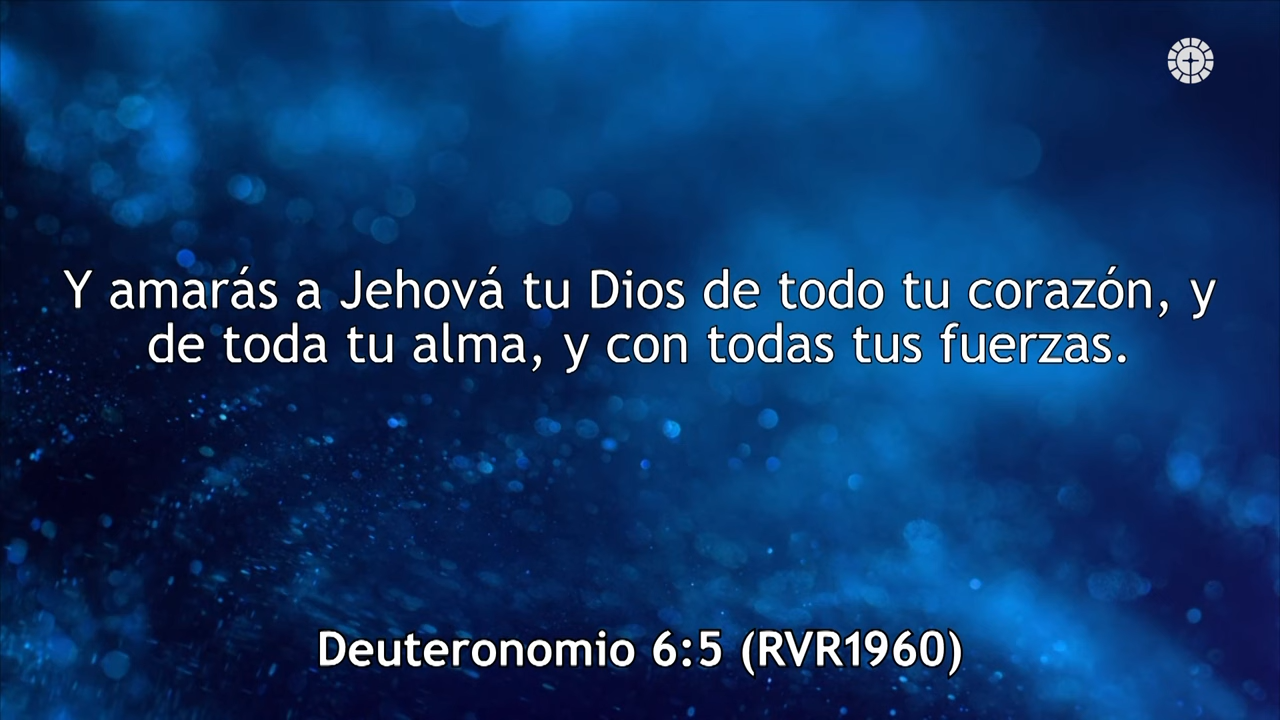 Y amarás a Jehová tu Dios de todo tu corazón, y
de toda tu alma, y con todas tus fuerzas.
Deuteronomio 6:5 (RVR1960)